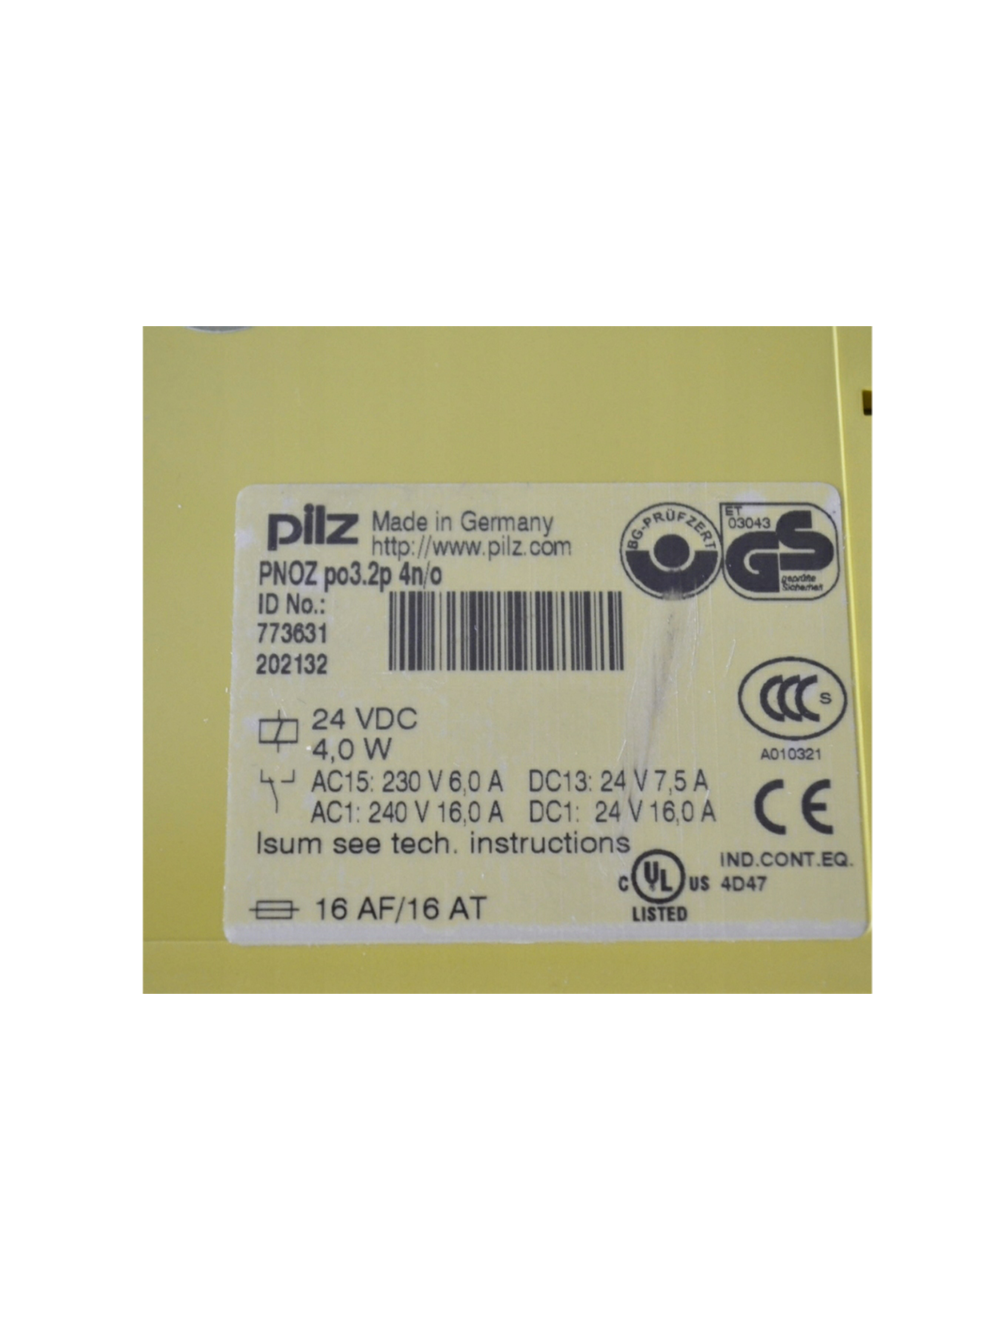 pilz Made in Germany
http://www.pilz.com
PNOZ po3.2p 4n/o
ID No.:
773631
202132
24 VDC
4,0 W
AC15: 230 V 6,0 A DC13: 24 V 7,5 A
AC1: 240 V 16,0 A DC1: 24 V 16,0 A
Isum see tech. instructions
16 AF/16 AT
BG-PRÜFZERT
ET
03043
GS
geprüfte
Sicherheit
CCC S
A010321
CE
IND.CONT.EQ.
C UL US 4D47
LISTED